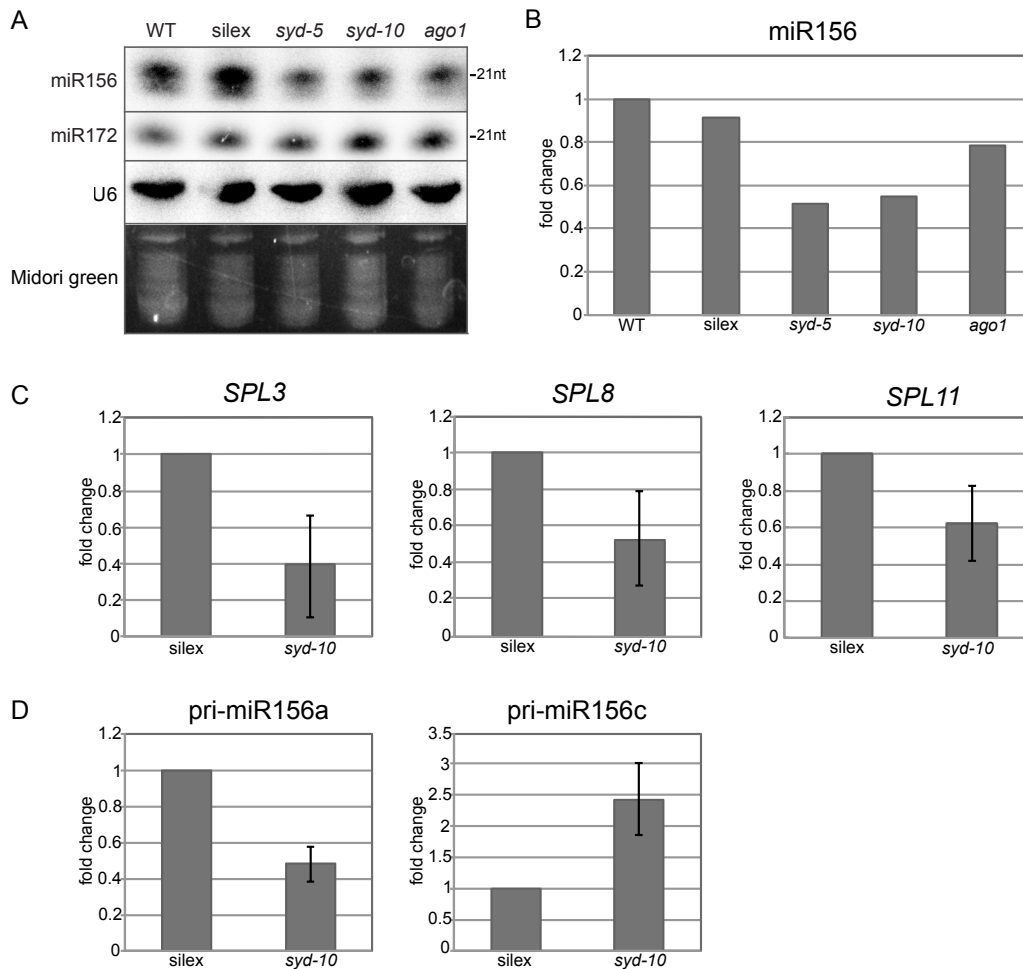 A
WT silex syd-5 syd-10 ago1
miR156 -21nt
miR172 -21nt
U6
Midori green
B
miR156
fold change
1.2
1
0.8
0.6
0.4
0.2
0
WT silex syd-5 syd-10 ago1
C
SPL3
fold change
1.2
1
0.8
0.6
0.4
0.2
0
silex syd-10
SPL8
fold change
1.2
1
0.8
0.6
0.4
0.2
0
silex syd-10
SPL11
fold change
1.2
1
0.8
0.6
0.4
0.2
0
silex syd-10
D
pri-miR156a
fold change
1.2
1
0.8
0.6
0.4
0.2
0
silex syd-10
pri-miR156c
fold change
3.5
3
2.5
2
1.5
1
0.5
0
silex syd-10